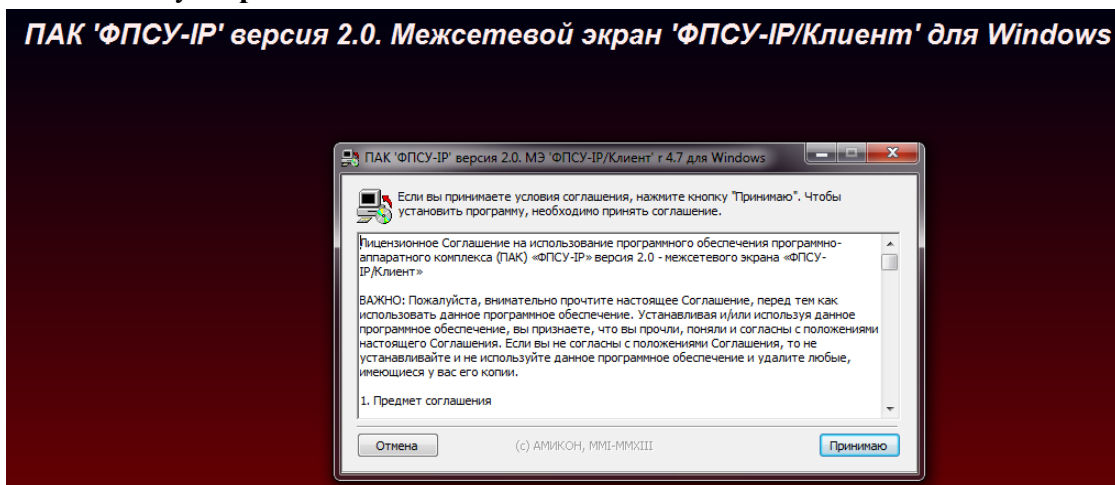 ПАК 'ФПСУ-IP' версия 2.0. Межсетевой экран 'ФПСУ-IP/Клиент' для Windows
ПАК 'ФПСУ-IP' версия 2.0. МЭ 'ФПСУ-IP/Клиент' r 4.7 для Windows
Если вы принимаете условия соглашения, нажмите кнопку "Принимаю". Чтобы
установить программу, необходимо принять соглашение.
Лицензионное Соглашение на использование программного обеспечения программно-
аппаратного комплекса (ПАК) «ФПСУ-IP» версия 2.0 - межсетевого экрана «ФПСУ-
IP/Клиент»
ВАЖНО: Пожалуйста, внимательно прочтите настоящее Соглашение, перед тем как
использовать данное программное обеспечение. Устанавливая и/или используя данное
программное обеспечение, вы признаете, что вы прочли, поняли и согласны с положениями
настоящего Соглашения. Если вы не согласны с положениями Соглашения, то не
устанавливайте и не используйте данное программное обеспечение и удалите любые,
имеющиеся у вас его копии.
1. Предмет соглашения
Отмена
(с) АМИКОН, MMI-MMXIII
Принимаю